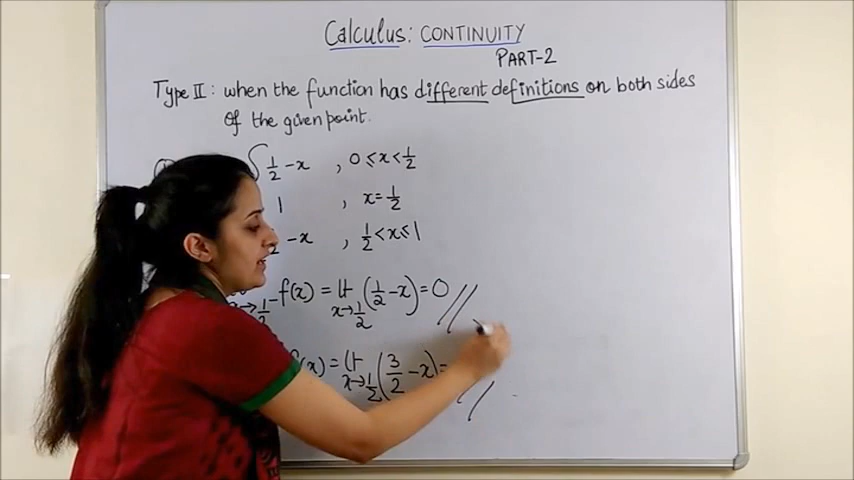 Calculus: CONTINUITY
PART-2
Type II: when the function has different definitions on both sides
of the given point.
1/2 -x , 0≤x<1/2
1 , x=1/2
-x , 1/2<x≤1
x→1/2⁻ f(x) = lt x→1/2 (1/2 -x) = 0 //
(x) = lt x→1/2 (3/2 -x) = //